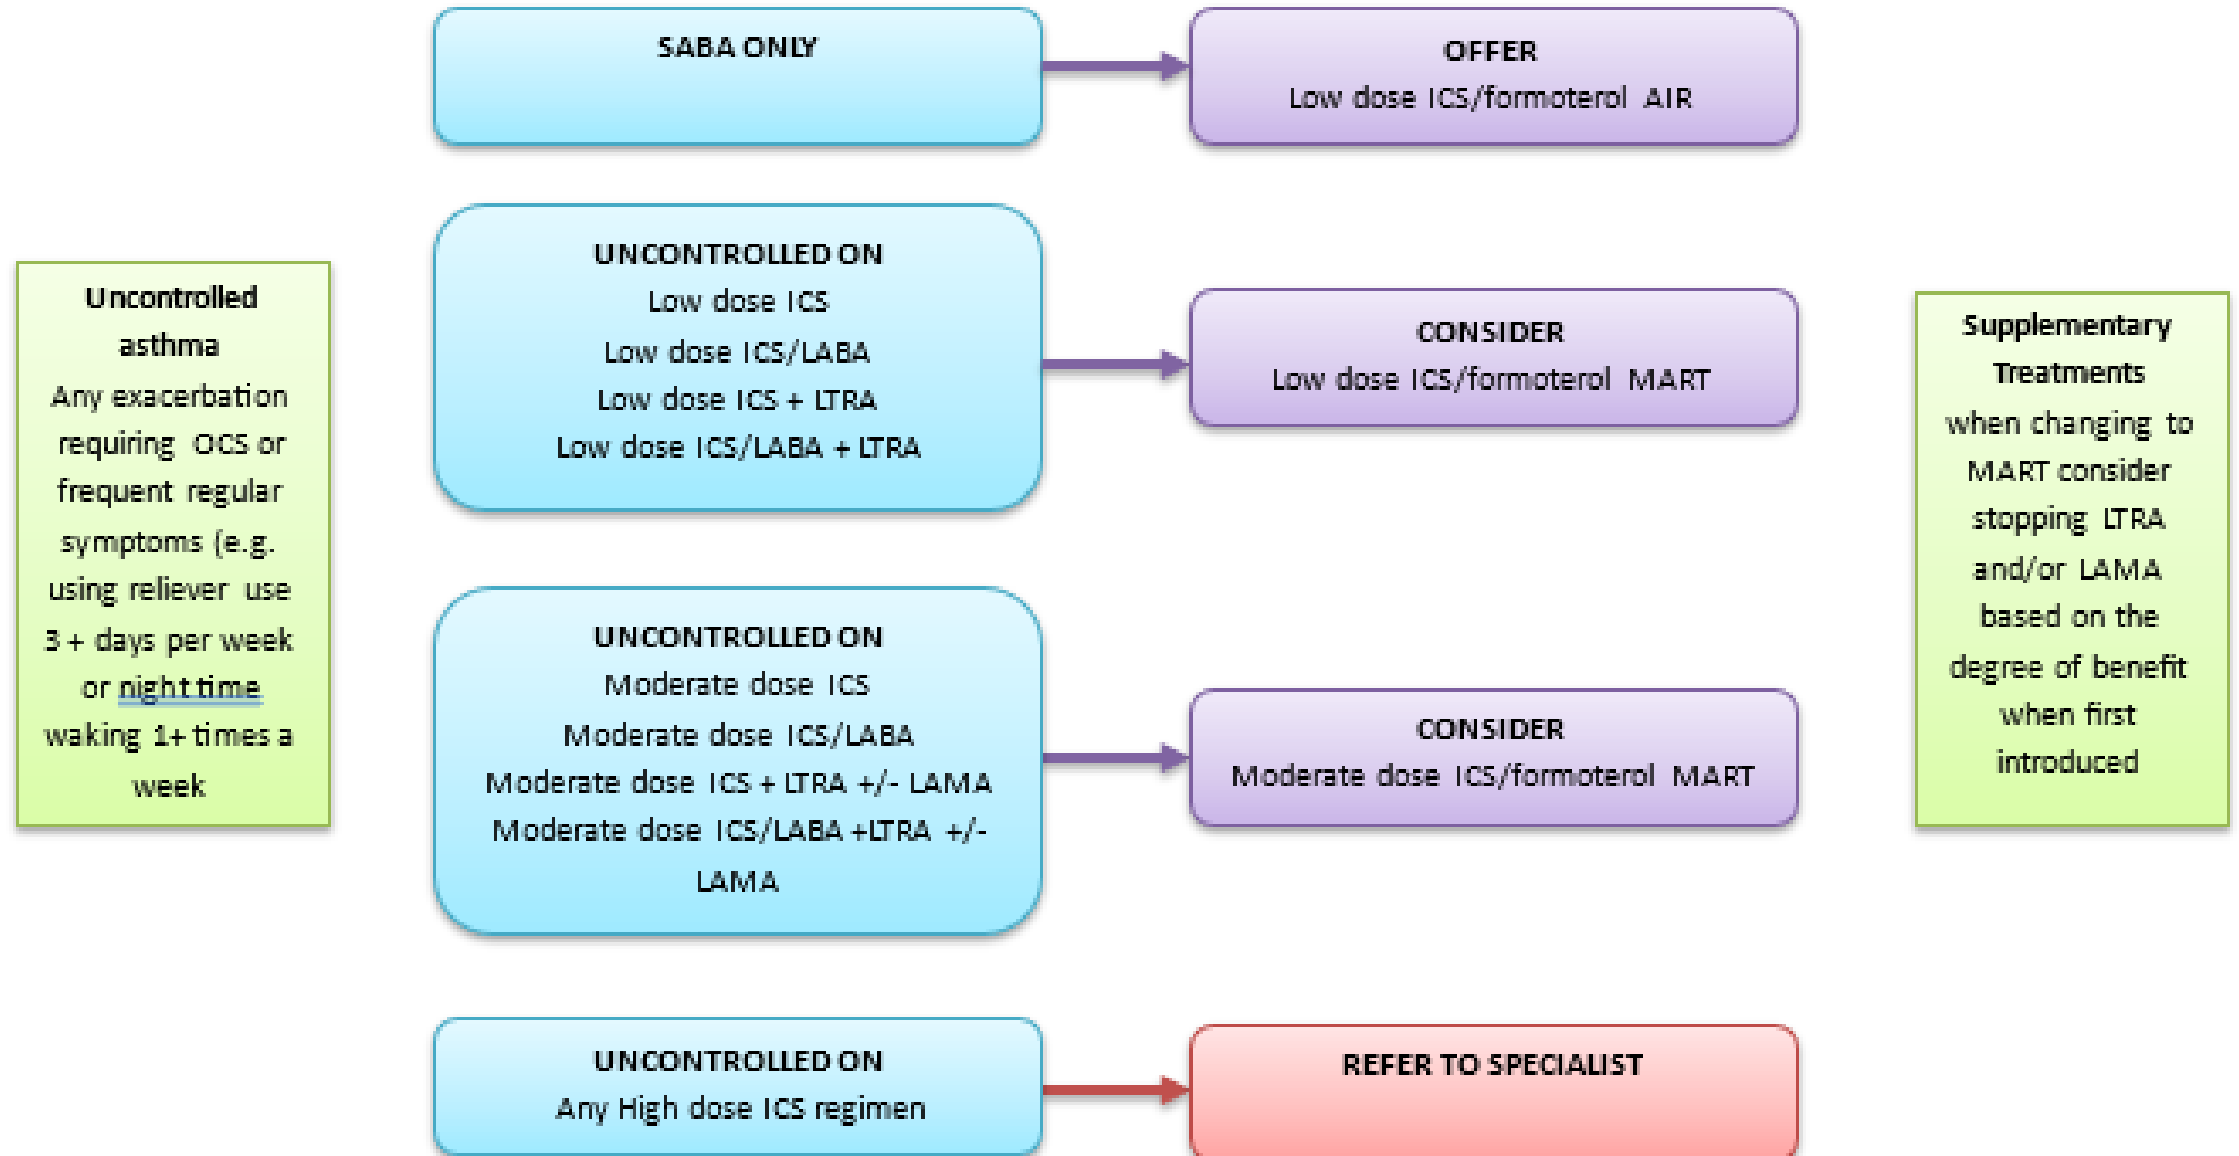 SABA ONLY
OFFER
Low dose ICS/formoterol AIR
Uncontrolled
asthma
Any exacerbation
requiring OCS or
frequent regular
symptoms (e.g.
using reliever use
3 + days per week
or night time
waking 1+ times a
week
UNCONTROLLED ON
Low dose ICS
Low dose ICS/LABA
Low dose ICS + LTRA
Low dose ICS/LABA + LTRA
CONSIDER
Low dose ICS/formoterol MART
UNCONTROLLED ON
Moderate dose ICS
Moderate dose ICS/LABA
Moderate dose ICS + LTRA +/- LAMA
Moderate dose ICS/LABA +LTRA +/-
LAMA
CONSIDER
Moderate dose ICS/formoterol MART
Supplementary
Treatments
when changing to
MART consider
stopping LTRA
and/or LAMA
based on the
degree of benefit
when first
introduced
UNCONTROLLED ON
Any High dose ICS regimen
REFER TO SPECIALIST